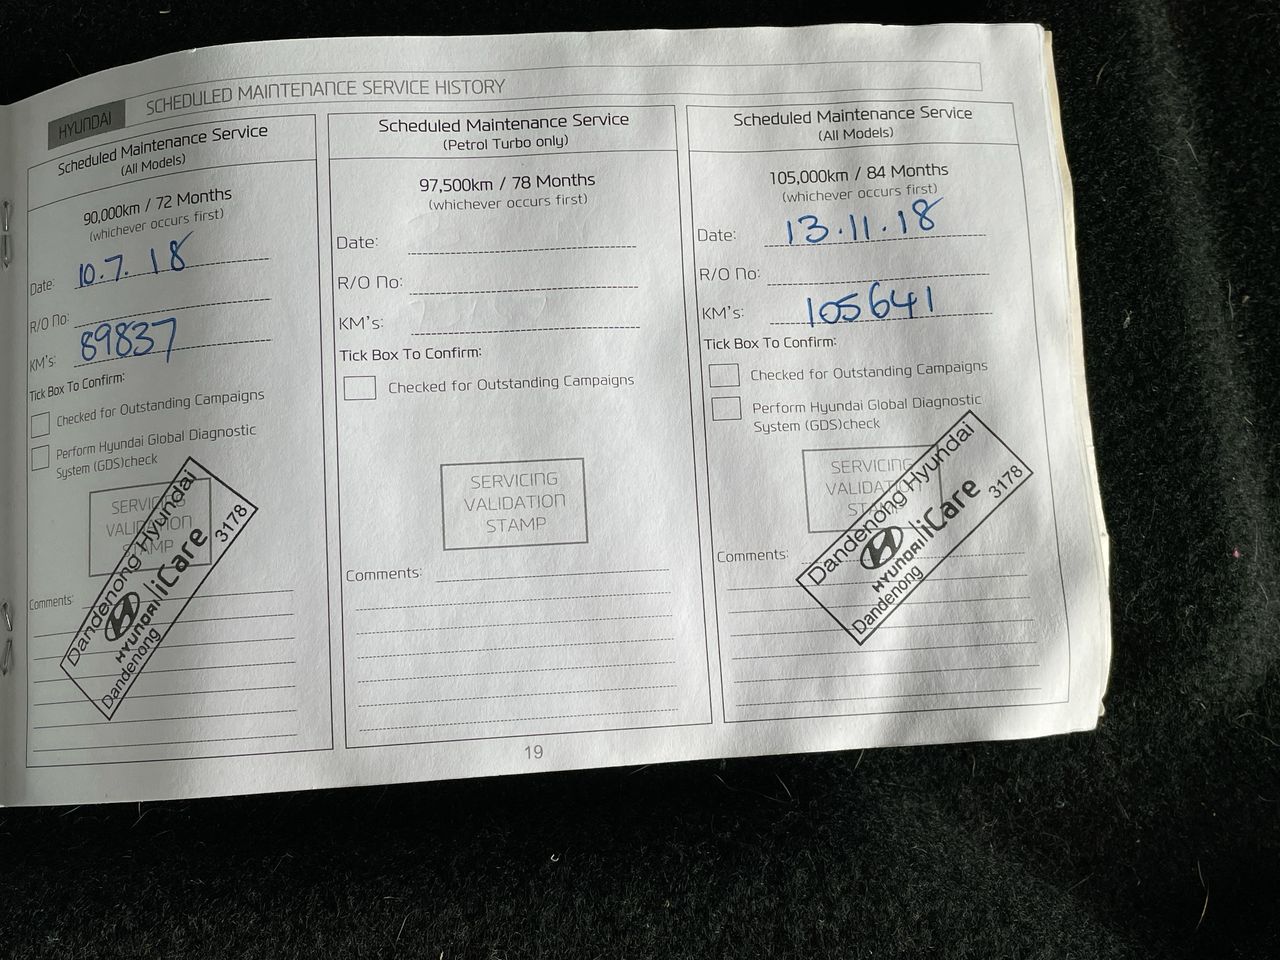 HYUNDAI
SCHEDULED MAINTENANCE SERVICE HISTORY
Scheduled Maintenance Service
(All Models)
90,000km / 72 Months
(whichever occurs first)
Date: 10.7.18
R/O No:
KM's: 89837
Tick Box To Confirm:
Checked for Outstanding Campaigns
Perform Hyundai Global Diagnostic
System (GDS)check
SERVICING
VALIDATION
STAMP
Dandenong Hyundai
HYUNDAI iCare 3178
Dandenong
Comments:
Scheduled Maintenance Service
(Petrol Turbo only)
97,500km / 78 Months
(whichever occurs first)
Date:
R/O No:
KM's:
Tick Box To Confirm:
Checked for Outstanding Campaigns
SERVICING
VALIDATION
STAMP
Comments:
Scheduled Maintenance Service
(All Models)
105,000km / 84 Months
(whichever occurs first)
Date: 13.11.18
R/O No:
KM's: 105641
Tick Box To Confirm:
Checked for Outstanding Campaigns
Perform Hyundai Global Diagnostic
System (GDS)check
SERVICING
VALIDATION
STAMP
Dandenong Hyundai
HYUNDAI iCare 3178
Dandenong
Comments:
19